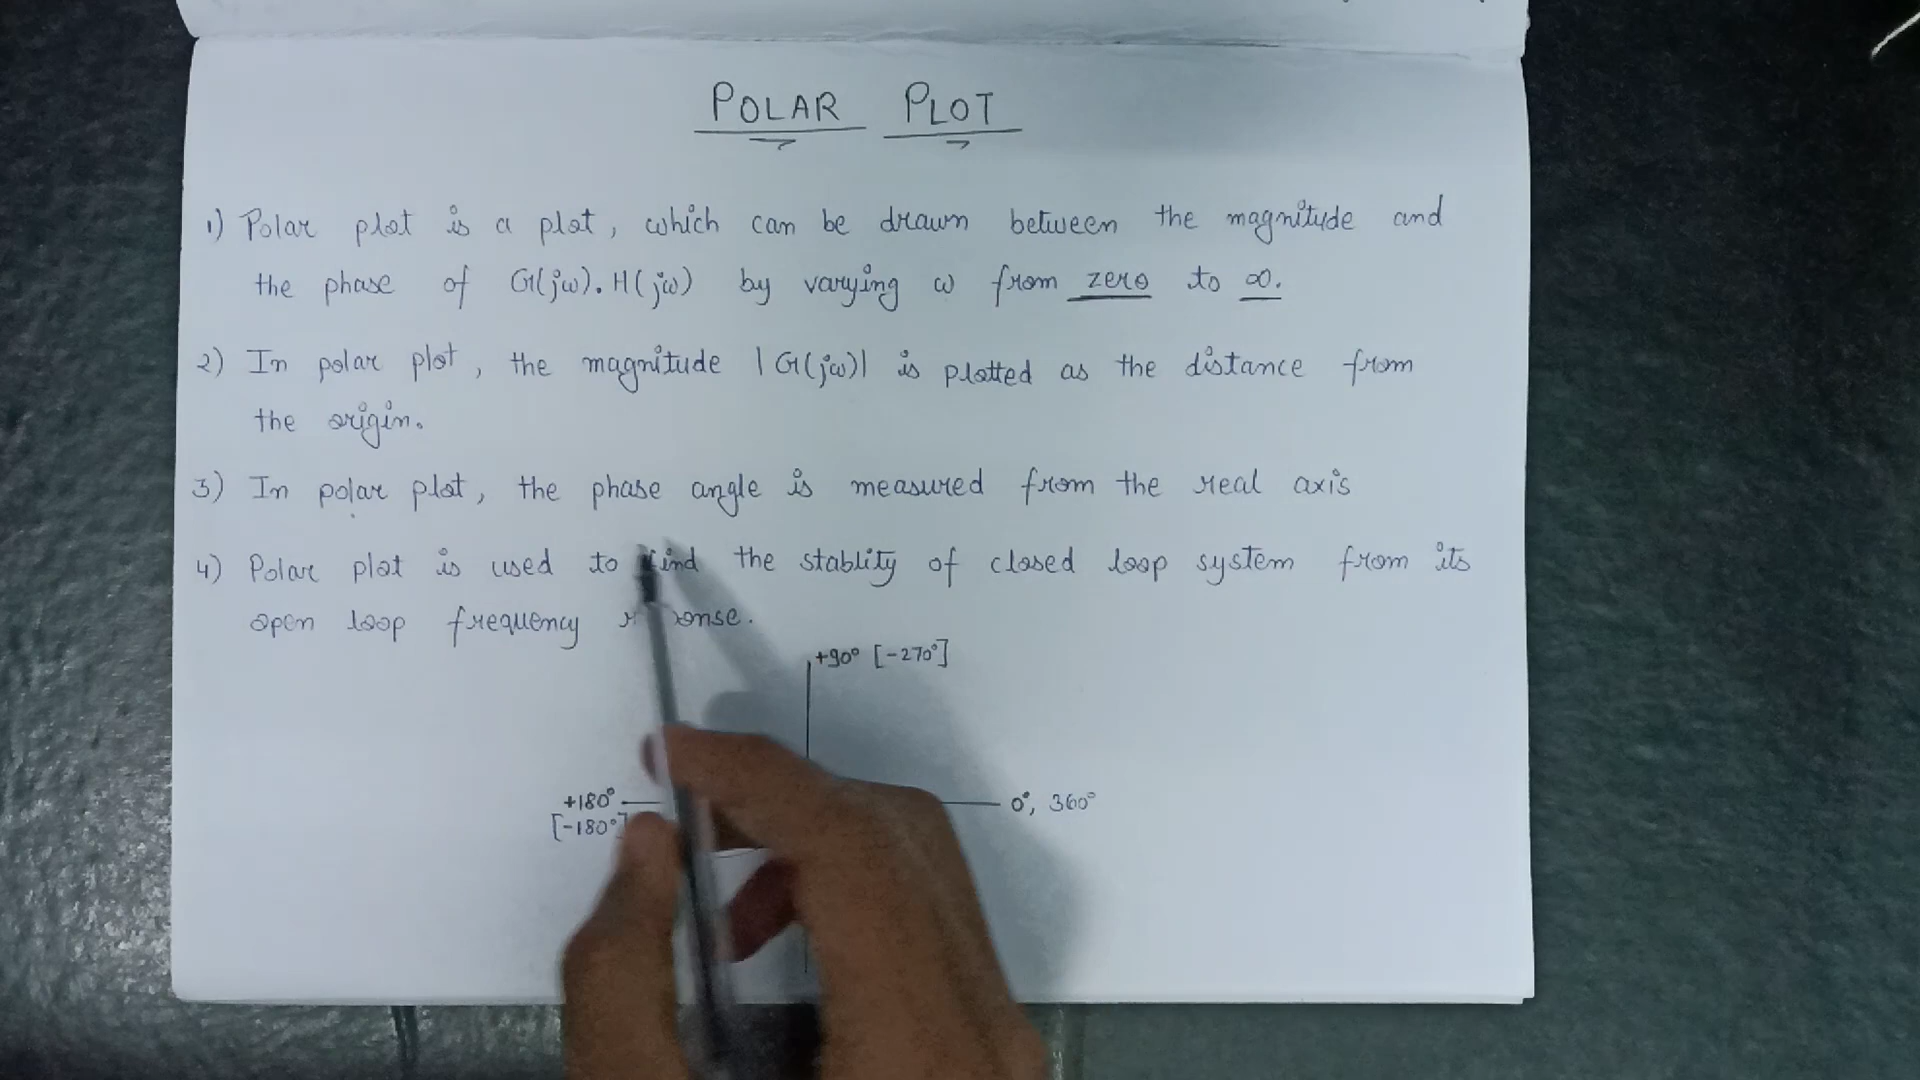 POLAR PLOT
1) Polar plot is a plot, which can be drawn between the magnitude and
the phase of G(jω).H(jω) by varying ω from zero to ∞.
2) In polar plot, the magnitude |G(jω)| is plotted as the distance from
the origin.
3) In polar plot, the phase angle is measured from the real axis
4) Polar plot is used to find the stablity of closed loop system from its
open loop frequency
+90° [-270°]
+180° 0°, 360°
[-180°]